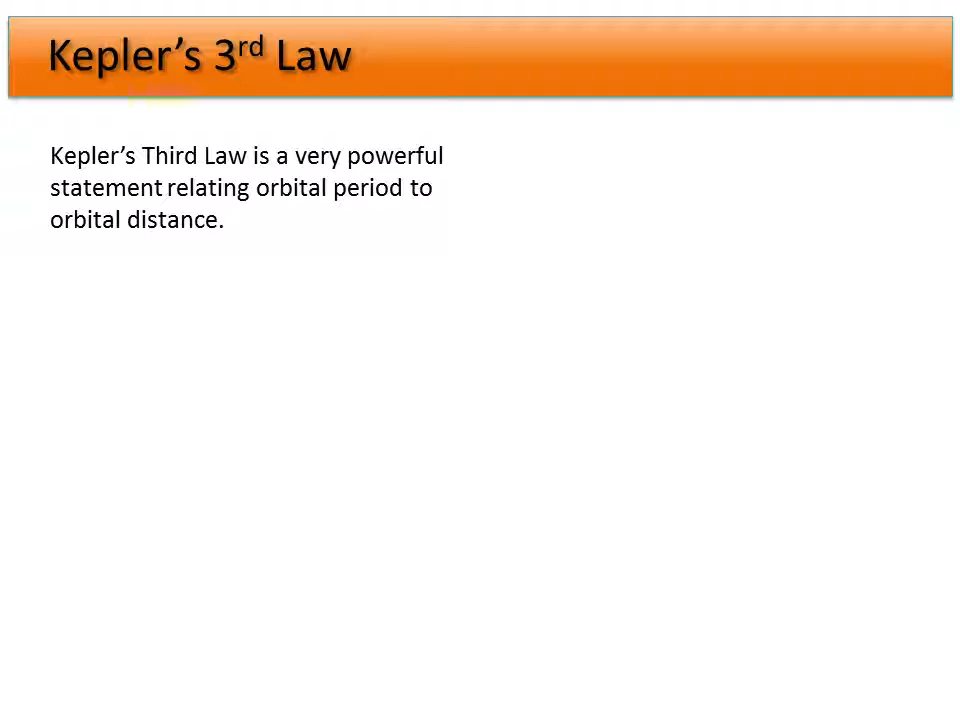 Kepler’s 3rd Law
Kepler’s Third Law is a very powerful
statement relating orbital period to
orbital distance.